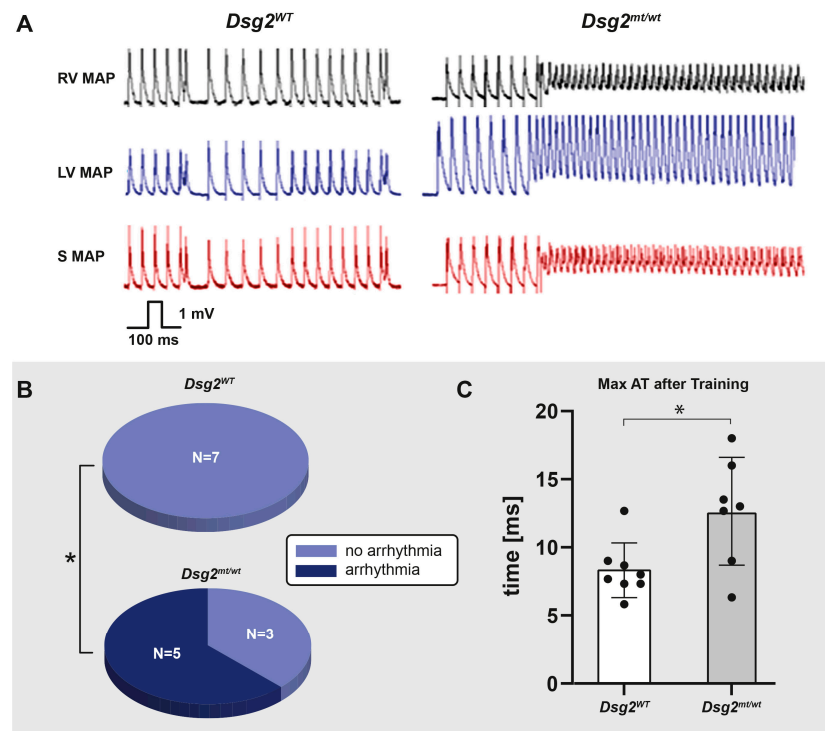 A
Dsg2WT
Dsg2mt/wt
RV MAP
LV MAP
S MAP
1 mV
100 ms
B
Dsg2WT
N=7
*
no arrhythmia
arrhythmia
Dsg2mt/wt
N=3
N=5
C
Max AT after Training
*
time [ms]
20
15
10
5
0
Dsg2WT
Dsg2mt/wt